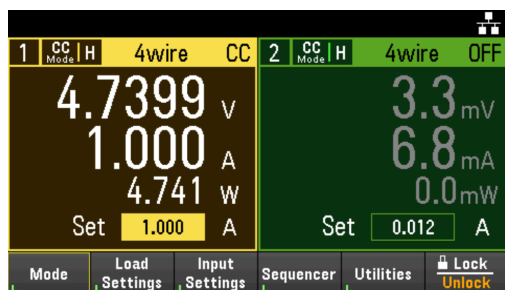 1 CC Mode H 4wire CC
4.7399 V
1.000 A
4.741 W
Set 1.000 A
2 CC Mode H 4wire OFF
3.3 mV
6.8 mA
0.0 mW
Set 0.012 A
Mode
Load
Settings
Input
Settings
Sequencer
Utilities
Lock
Unlock